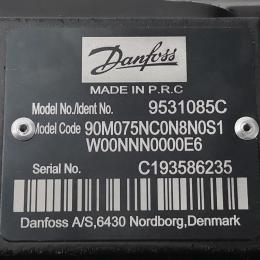 Danfoss
MADE IN P.R.C
Model No./Ident No. 9531085C
Model Code 90M075NC0N8N0S1
W00NNN0000E6
Serial No. C193586235
Danfoss A/S,6430 Nordborg,Denmark